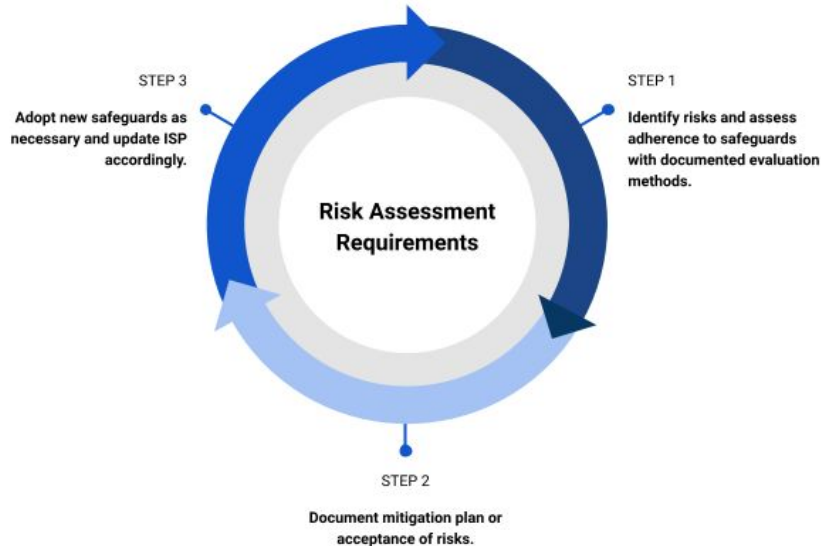 Risk Assessment
Requirements
STEP 1
Identify risks and assess
adherence to safeguards
with documented evaluation
methods.
STEP 2
Document mitigation plan or
acceptance of risks.
STEP 3
Adopt new safeguards as
necessary and update ISP
accordingly.